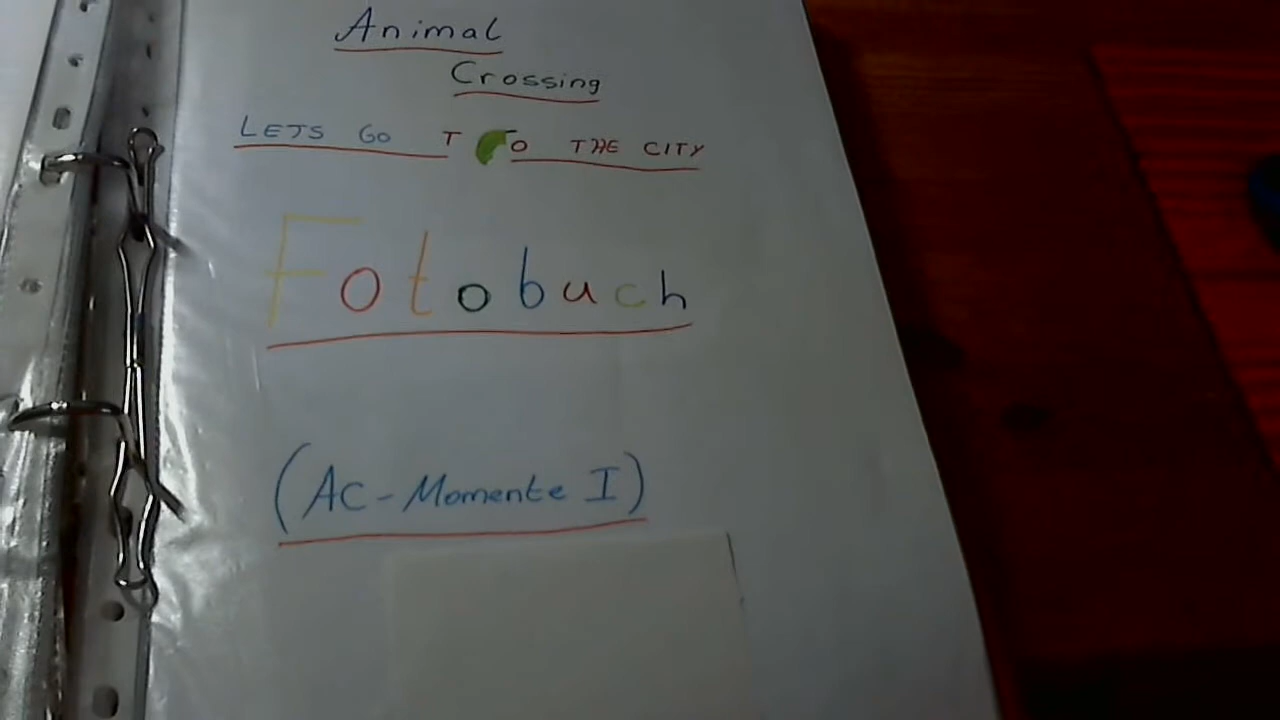 Animal
Crossing
LETS GO T TO THE CITY
Fotobuch
(AC-Momente I)